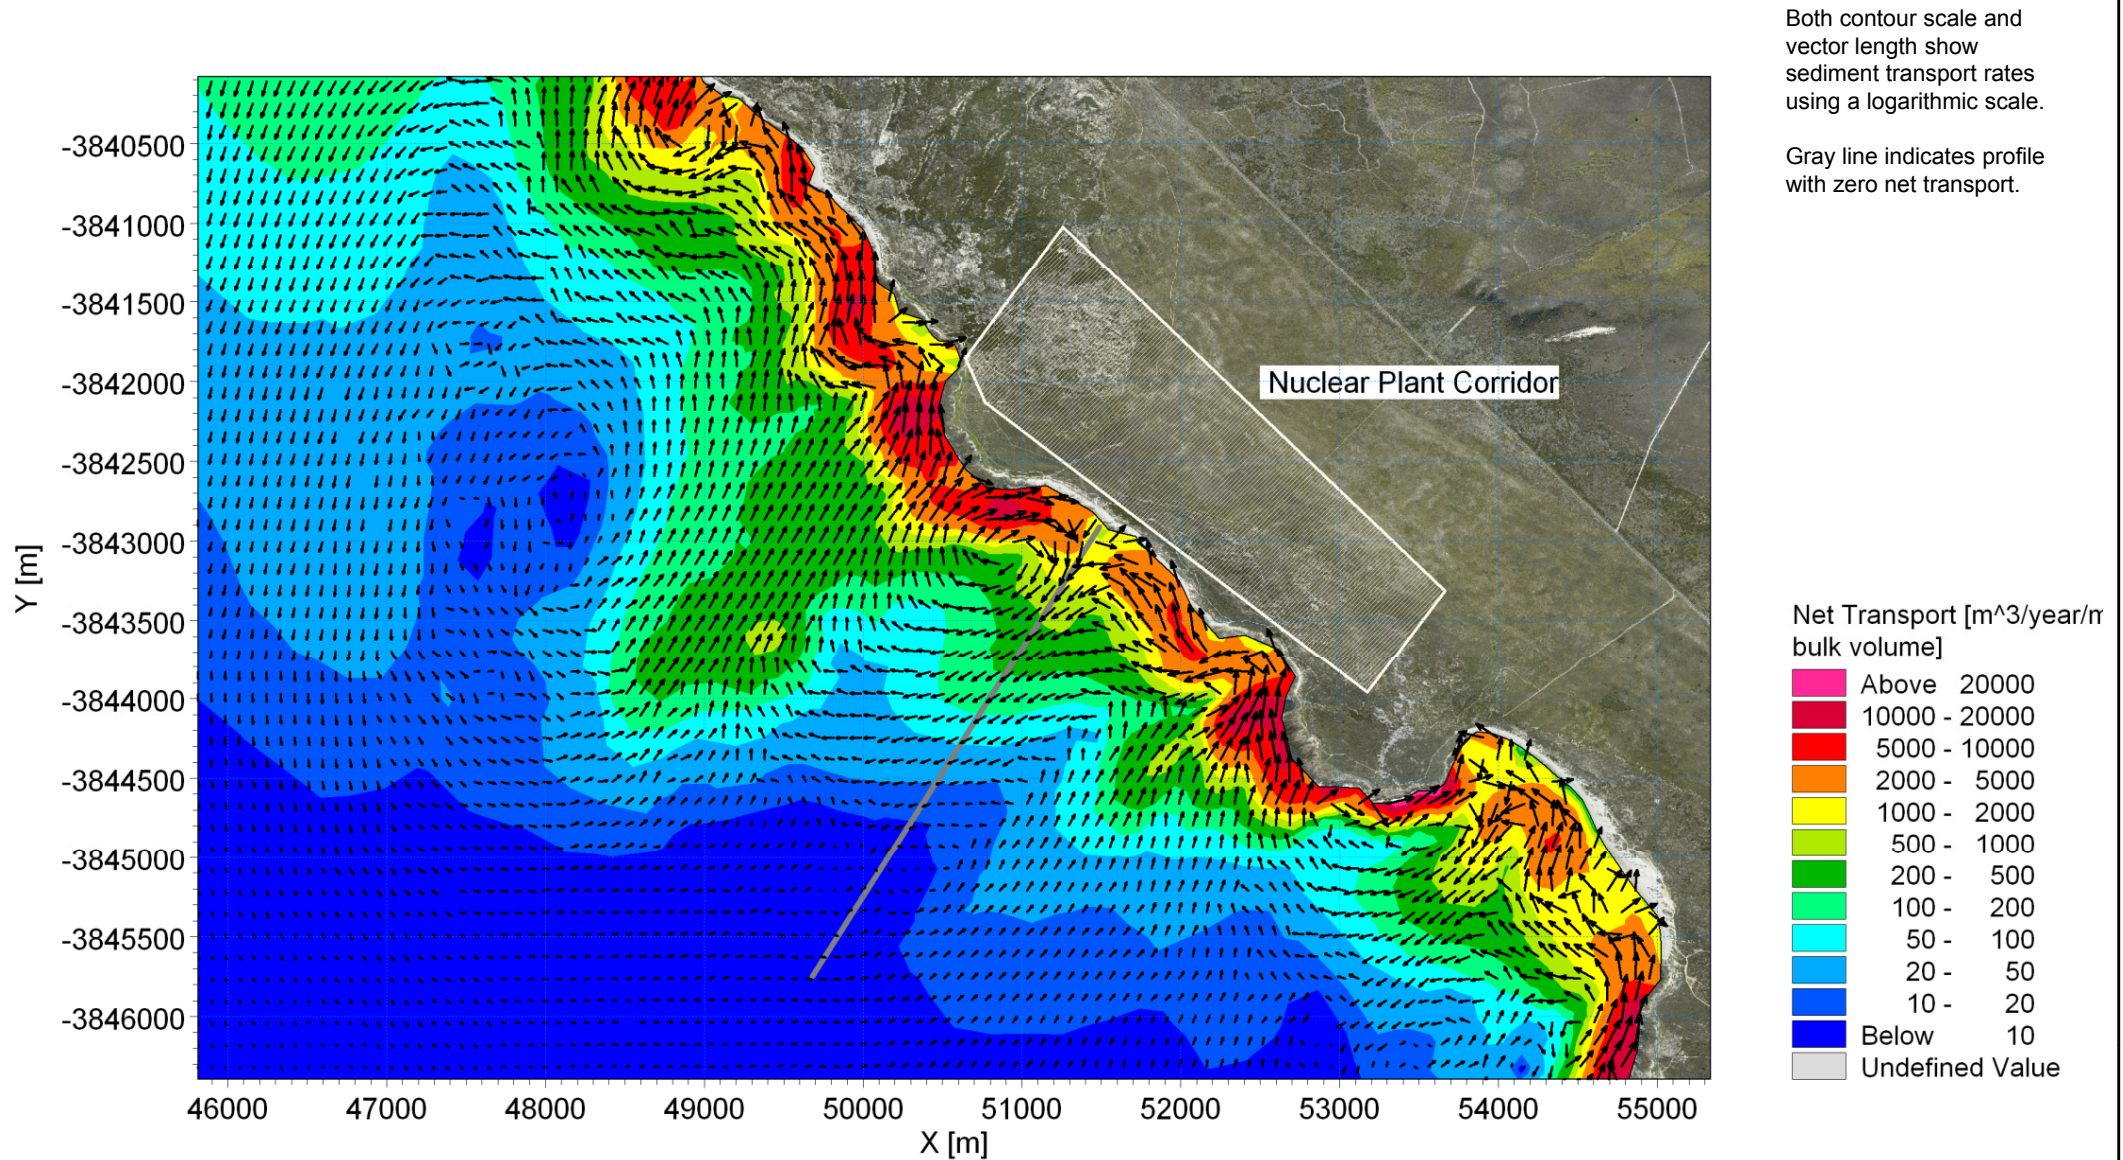 Both contour scale and
vector length show
sediment transport rates
using a logarithmic scale.
Gray line indicates profile
with zero net transport.
-3840500
-3841000
-3841500
-3842000
-3842500
-3843000
-3843500
-3844000
-3844500
-3845000
-3845500
-3846000
Y [m]
Nuclear Plant Corridor
46000 47000 48000 49000 50000 51000 52000 53000 54000 55000
X [m]
Net Transport [m^3/year/m
bulk volume]
Above 20000
10000 - 20000
5000 - 10000
2000 - 5000
1000 - 2000
500 - 1000
200 - 500
100 - 200
50 - 100
20 - 50
10 - 20
Below 10
Undefined Value